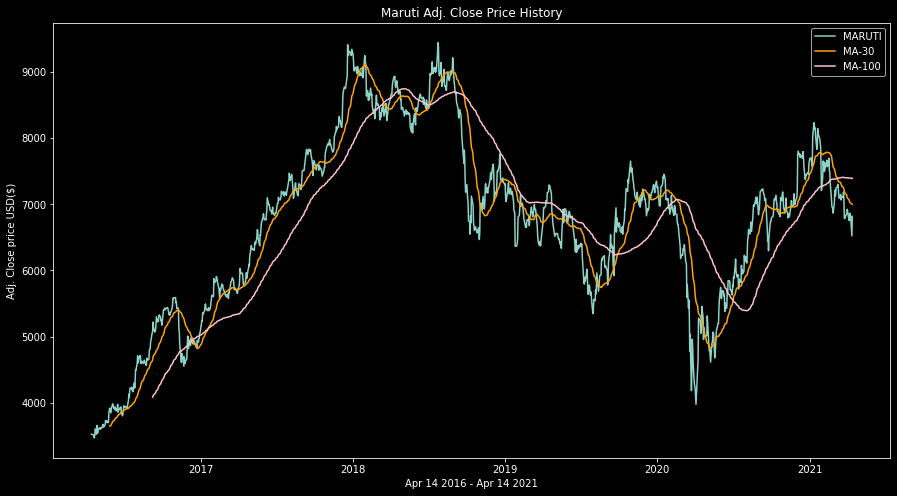 Maruti Adj. Close Price History
MARUTI
MA-30
MA-100
Adj. Close price USD($)
9000
8000
7000
6000
5000
4000
2017
2018
2019
2020
2021
Apr 14 2016 - Apr 14 2021